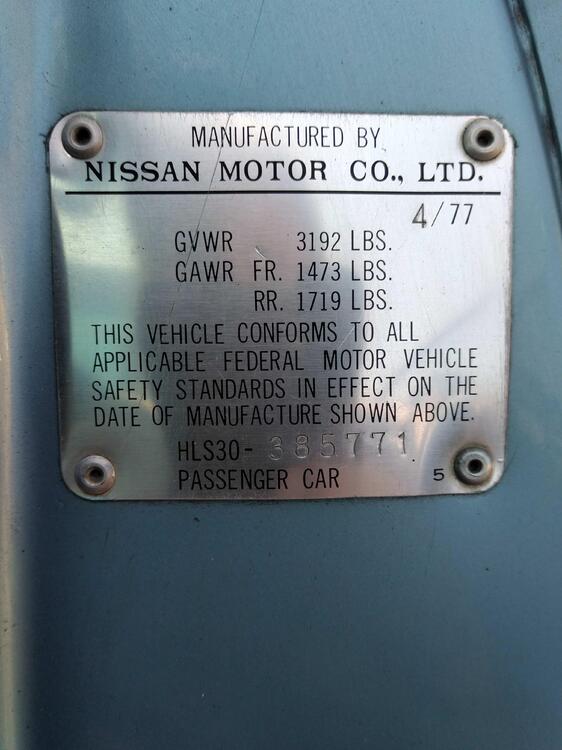 MANUFACTURED BY
NISSAN MOTOR CO., LTD.
4/77
GVWR 3192 LBS.
GAWR FR. 1473 LBS.
RR. 1719 LBS.
THIS VEHICLE CONFORMS TO ALL
APPLICABLE FEDERAL MOTOR VEHICLE
SAFETY STANDARDS IN EFFECT ON THE
DATE OF MANUFACTURE SHOWN ABOVE.
HLS30-385771
PASSENGER CAR 5